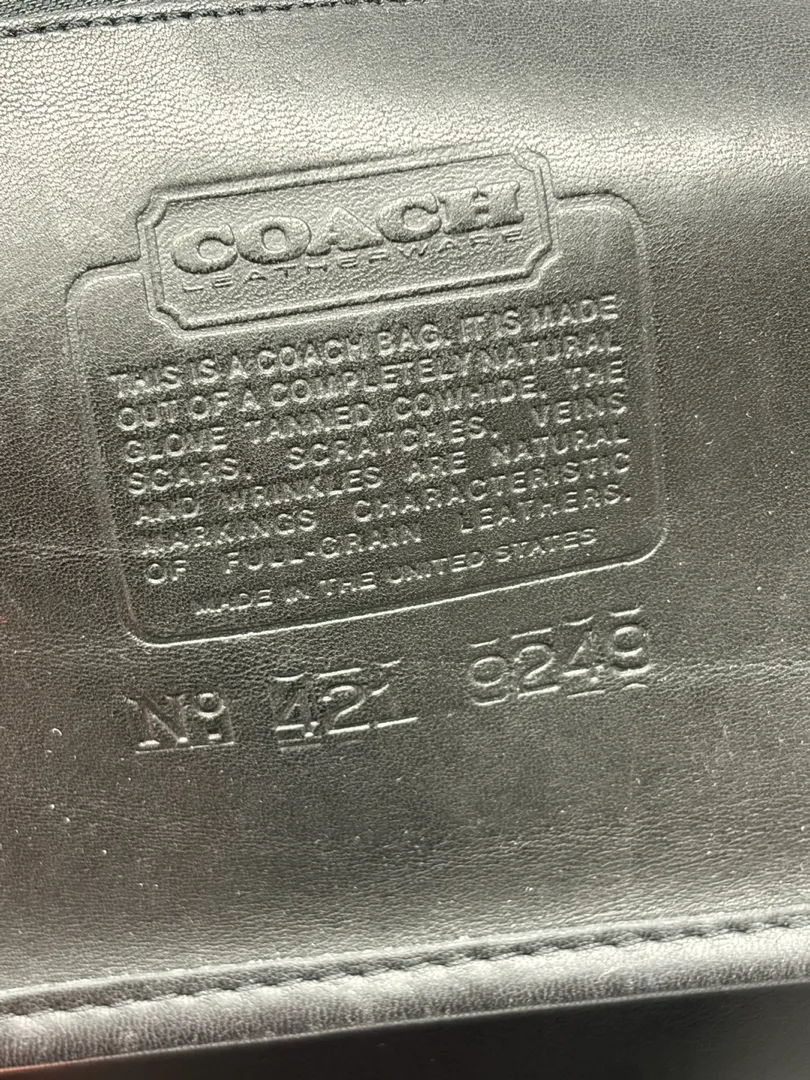 COACH
LEATHERWARE
THIS IS A COACH BAG. IT IS MADE
OUT OF A COMPLETELY NATURAL
GLOVE TANNED COWHIDE. THE
SCARS, SCRATCHES, VEINS
AND WRINKLES ARE NATURAL
MARKINGS CHARACTERISTIC
OF FULL-GRAIN LEATHERS.
MADE IN THE UNITED STATES
No 421 9249